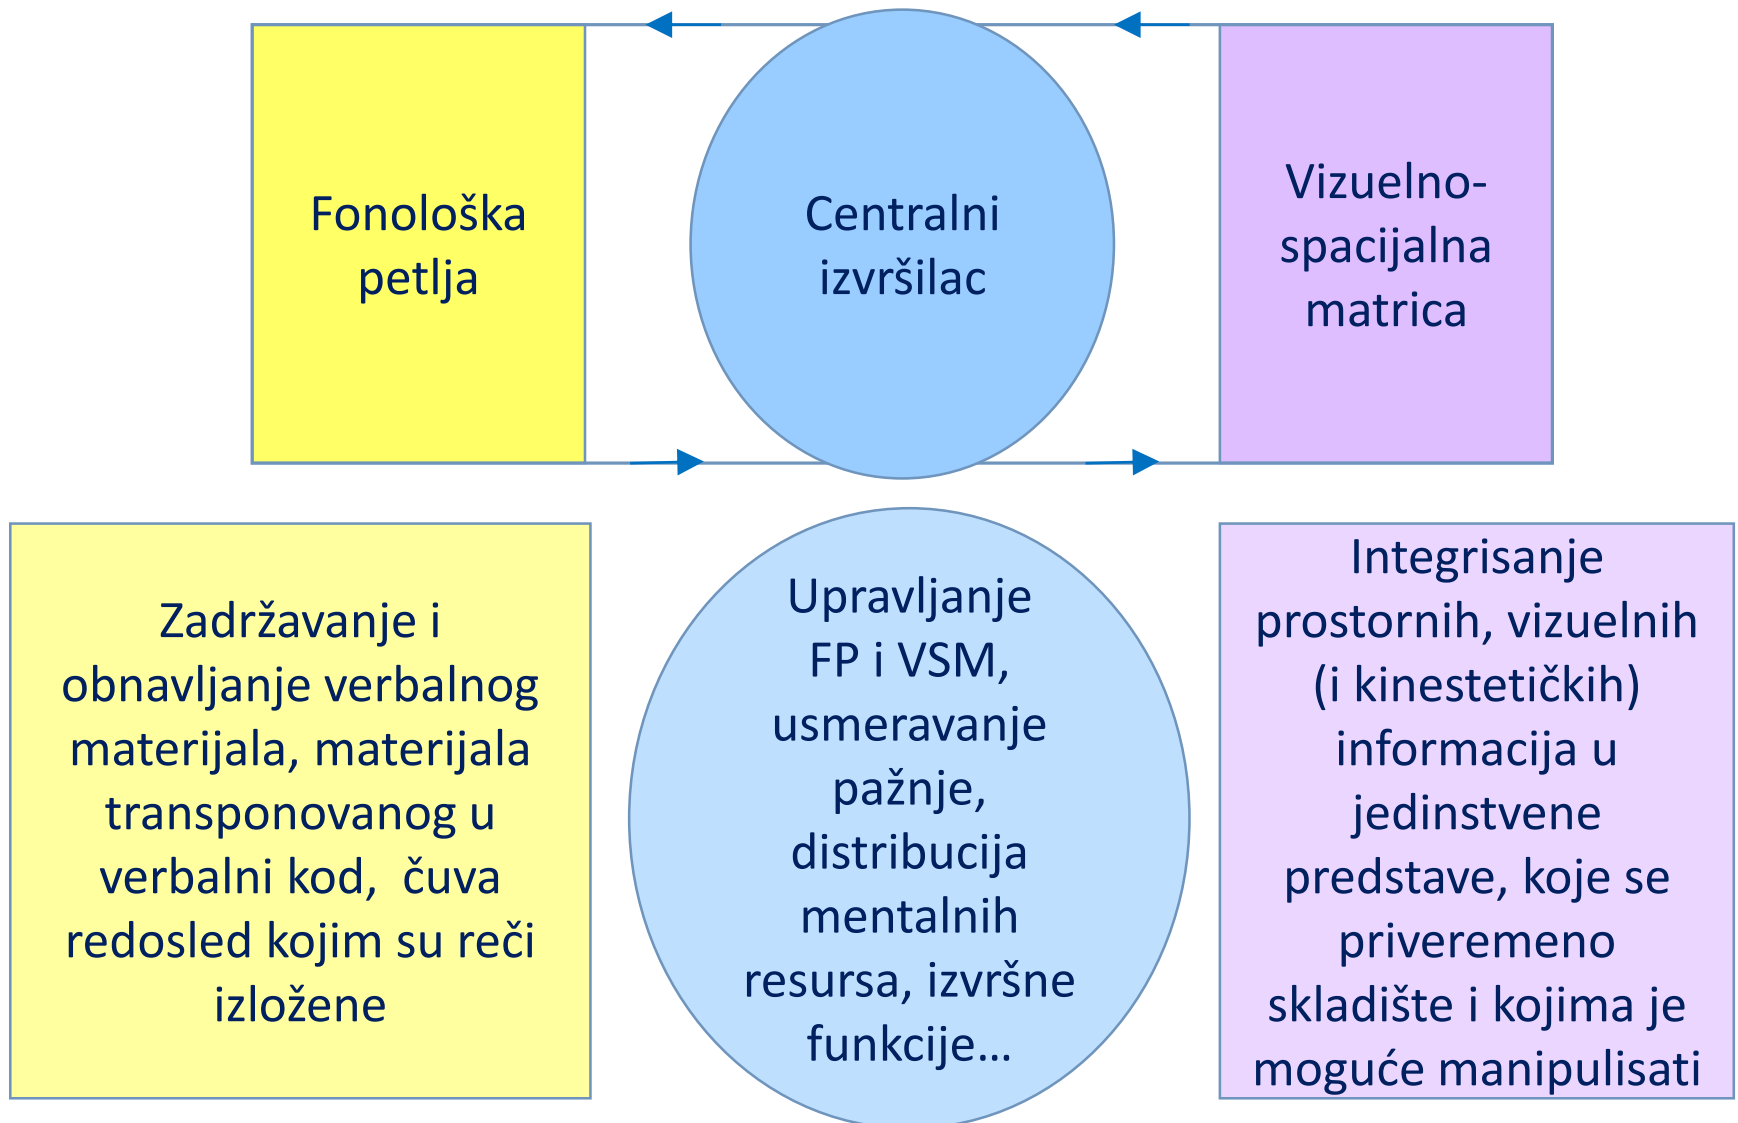 Fonološka
petlja
Centralni
izvršilac
Vizuelno-
spacijalna
matrica
Zadržavanje i
obnavljanje verbalnog
materijala, materijala
transponovanog u
verbalni kod,  čuva
redosled kojim su reči
izložene
Upravljanje
FP i VSM,
usmeravanje
pažnje,
distribucija
mentalnih
resursa, izvršne
funkcije…
Integrisanje
prostornih, vizuelnih
(i kinestetičkih)
informacija u
jedinstvene
predstave, koje se
priveremeno
skladište i kojima je
moguće manipulisati